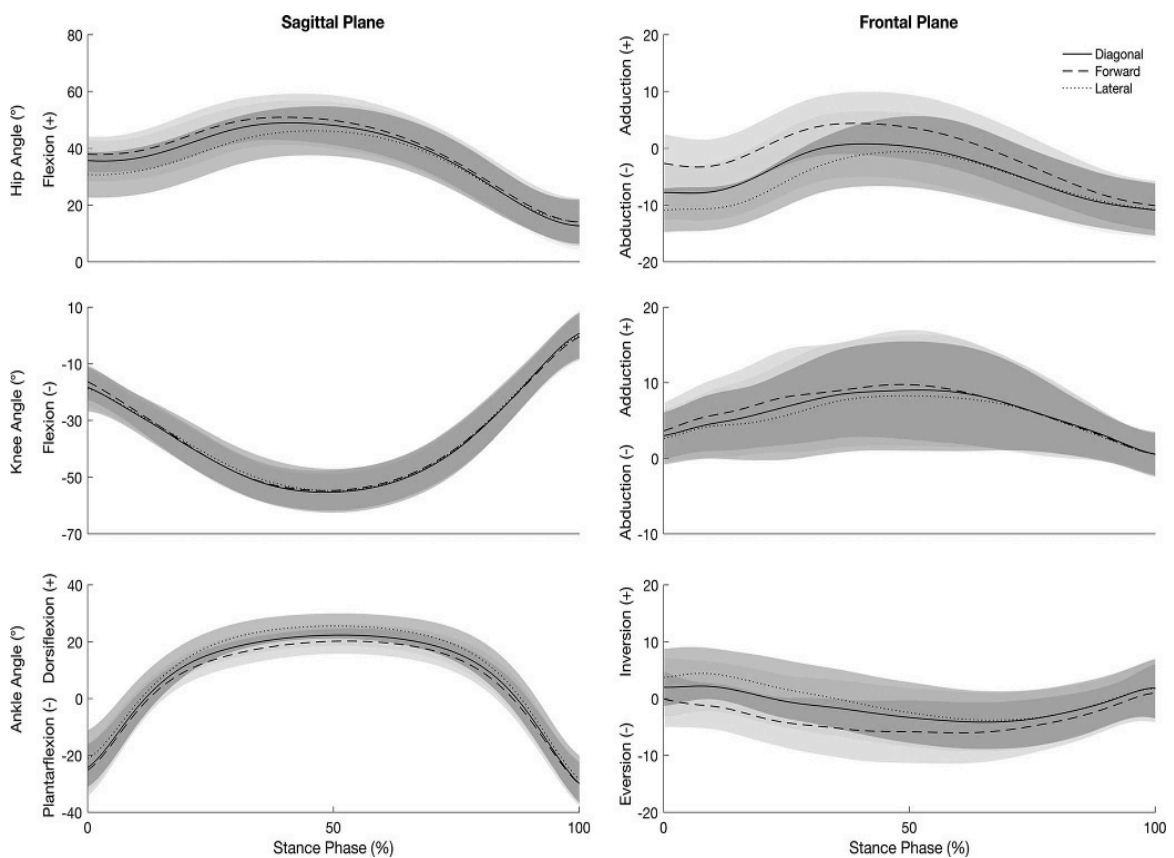 Sagittal Plane
Frontal Plane
Hip Angle (°)
Flexion (+)
80
60
40
20
0
Abduction (-) Adduction (+)
20
10
0
-10
-20
Diagonal
Forward
Lateral
Knee Angle (°)
Flexion (-)
10
-10
-30
-50
-70
Abduction (-) Adduction (+)
20
10
0
-10
Ankle Angle (°)
Plantarflexion (-) Dorsiflexion (+)
40
20
0
-20
-40
0 50 100
Stance Phase (%)
Eversion (-) Inversion (+)
20
10
0
-10
-20
0 50 100
Stance Phase (%)